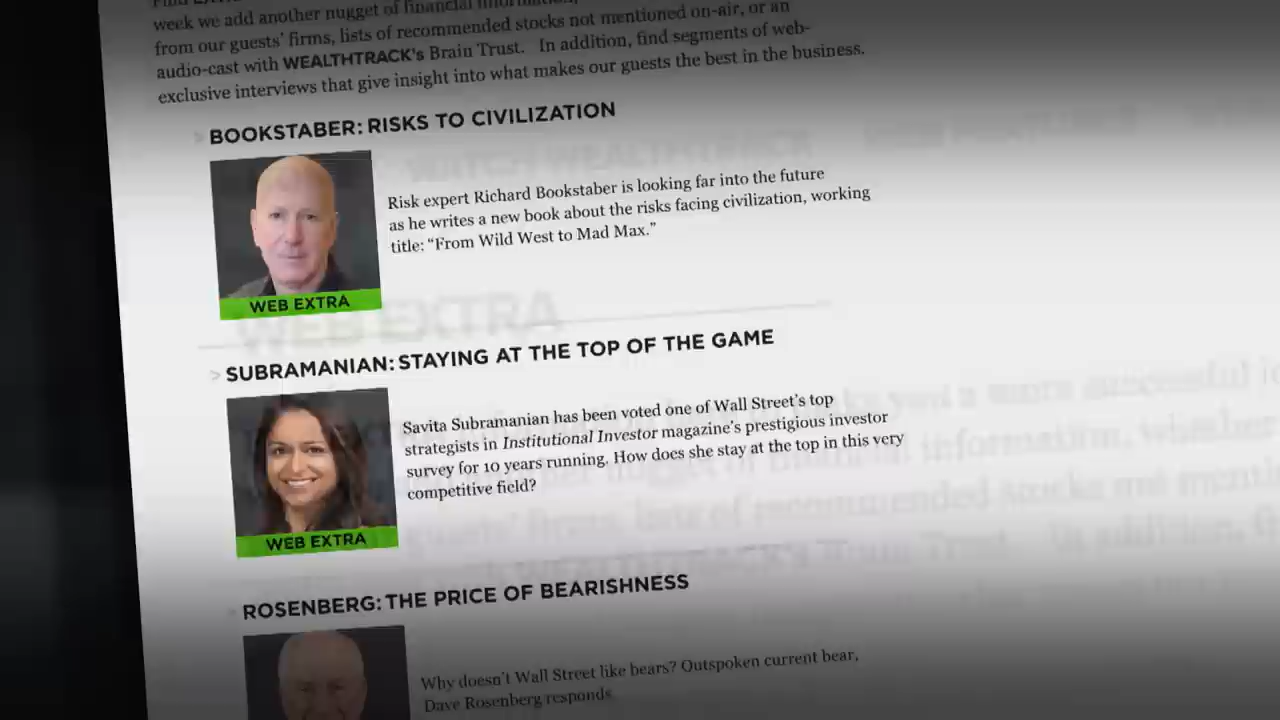 week we add another nugget of financial information,
from our guests' firms, lists of recommended stocks not mentioned on-air, or an
audio-cast with WEALTHTRACK's Brain Trust. In addition, find segments of web-
exclusive interviews that give insight into what makes our guests the best in the business.
> BOOKSTABER: RISKS TO CIVILIZATION
Risk expert Richard Bookstaber is looking far into the future
as he writes a new book about the risks facing civilization, working
title: “From Wild West to Mad Max.”
WEB EXTRA
WEB EXTRA
> SUBRAMANIAN: STAYING AT THE TOP OF THE GAME
Savita Subramanian has been voted one of Wall Street's top
strategists in Institutional Investor magazine's prestigious investor
survey for 10 years running. How does she stay at the top in this very
competitive field?
WEB EXTRA
> ROSENBERG: THE PRICE OF BEARISHNESS
Why doesn't Wall Street like bears? Outspoken current bear,
Dave Rosenberg responds.